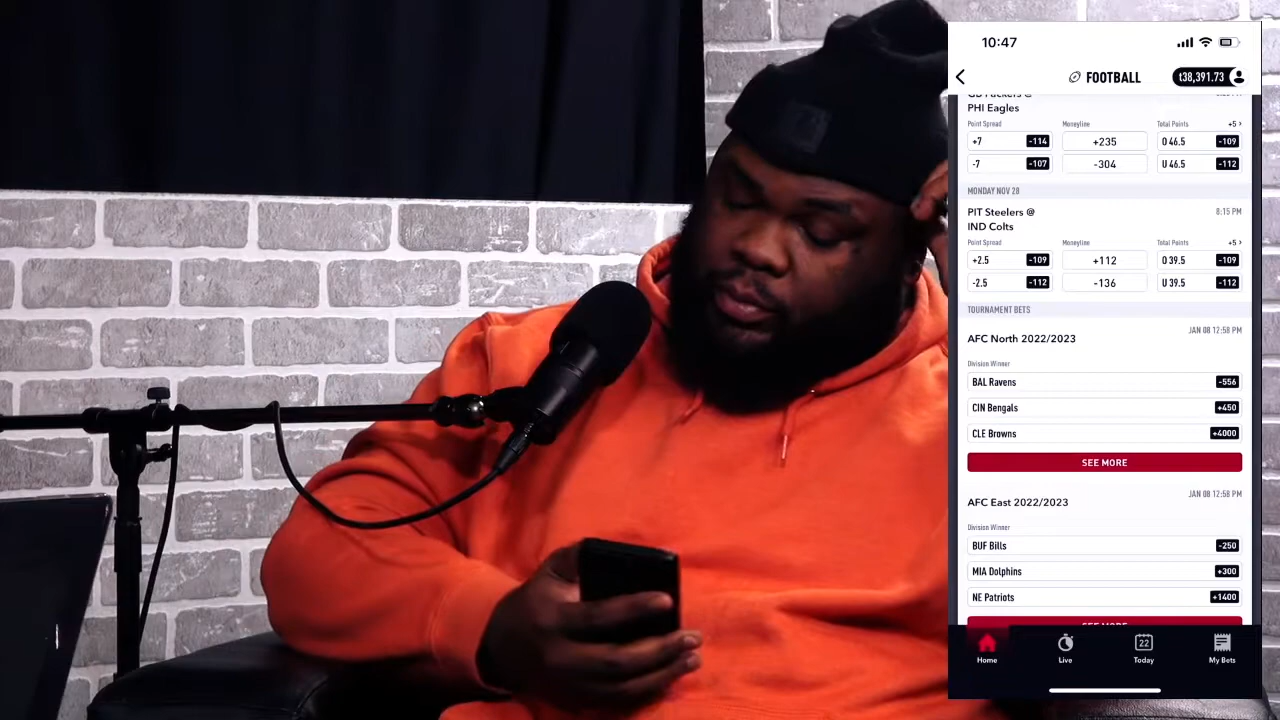 10:47
FOOTBALL
t38,391.73
GB Packers @
PHI Eagles
Point Spread Moneyline Total Points +5 >
+7 -114 +235 O 46.5 -109
-7 -107 -304 U 46.5 -112
MONDAY NOV 28
PIT Steelers @ 8:15 PM
IND Colts
Point Spread Moneyline Total Points +5 >
+2.5 -109 +112 O 39.5 -109
-2.5 -112 -136 U 39.5 -112
TOURNAMENT BETS
JAN 08 12:58 PM
AFC North 2022/2023
Division Winner
BAL Ravens -556
CIN Bengals +450
CLE Browns +4000
SEE MORE
JAN 08 12:58 PM
AFC East 2022/2023
Division Winner
BUF Bills -250
MIA Dolphins +300
NE Patriots +1400
SEE MORE
22
Home Live Today My Bets